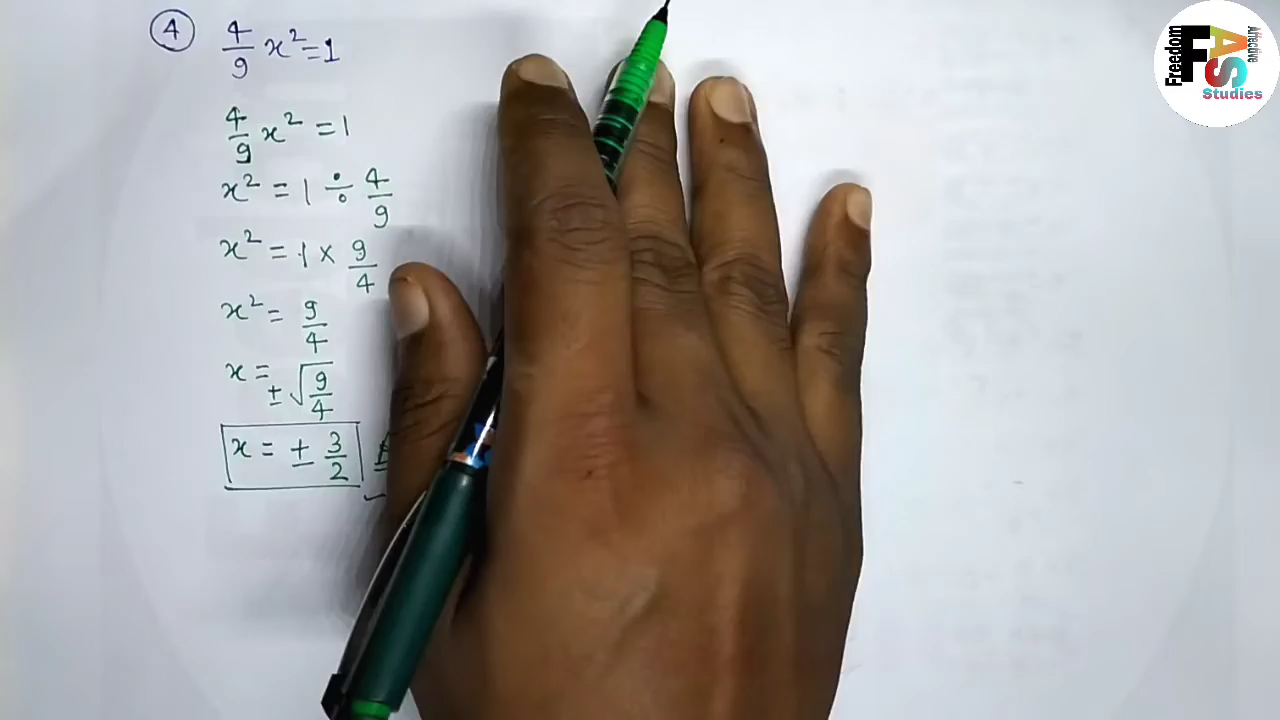 ④ 4/9 x² = 1
4/9 x² = 1
x² = 1 ÷ 4/9
x² = 1 × 9/4
x² = 9/4
x = ± √(9/4)
x = ± 3/2
Freedom
FAS
Affective
Studies